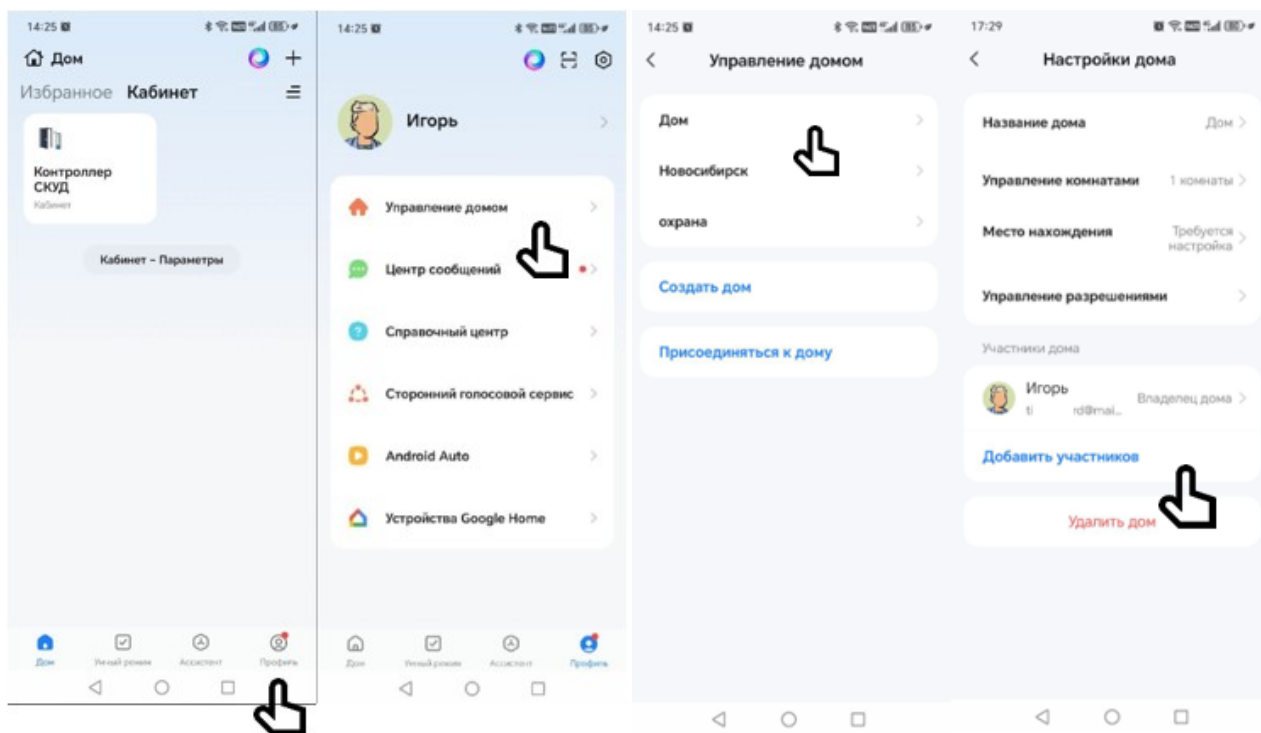 14:25
Дом
Избранное Кабинет
Контроллер
СКУД
Кабинет
Кабинет - Параметры
Дом Умный режим Ассистент Профиль
14:25
Игорь
Управление домом
Центр сообщений
Справочный центр
Сторонний голосовой сервис
Android Auto
Устройства Google Home
Дом Умный режим Ассистент Профиль
14:25
Управление домом
Дом
Новосибирск
охрана
Создать дом
Присоединяться к дому
17:29
Настройки дома
Название дома Дом
Управление комнатами 1 комнаты
Место нахождения Требуется
настройка
Управление разрешениями
Участники дома
Игорь
ti rd@mai... Владелец дома
Добавить участников
Удалить дом